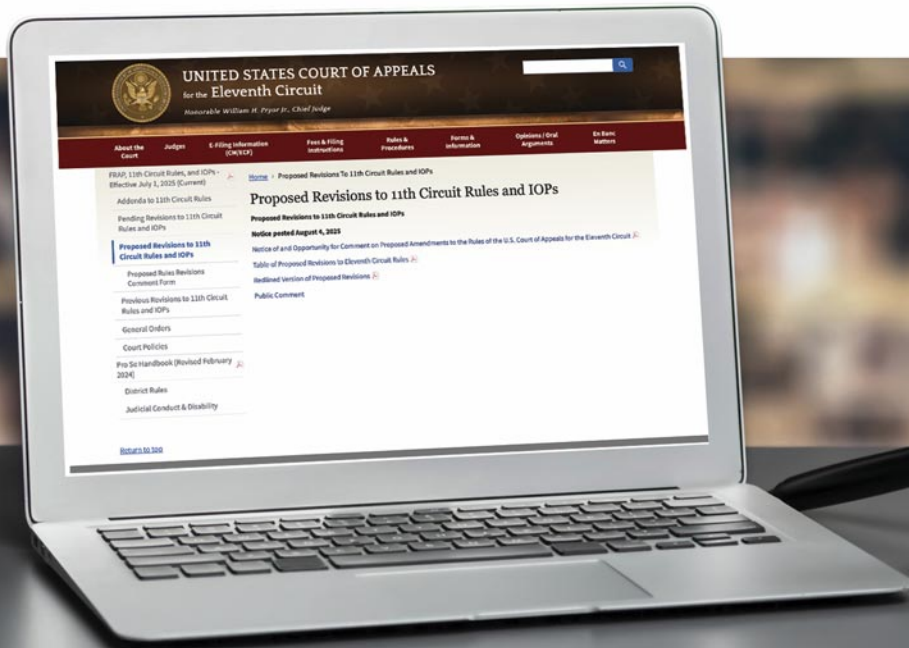 UNITED STATES COURT OF APPEALS
for the Eleventh Circuit
Honorable William H. Pryor Jr., Chief Judge
About the
Court
Judges
E-Filing Information
(CM/ECF)
Fees & Filing
Instructions
Rules &
Procedures
Forms &
Information
Opinions / Oral
Arguments
En Banc
Matters
FRAP, 11th Circuit Rules, and IOPs -
Effective July 1, 2025 (Current)
Addenda to 11th Circuit Rules
Pending Revisions to 11th Circuit
Rules and IOPs
Proposed Revisions to 11th
Circuit Rules and IOPs
Proposed Rules Revisions
Comment Form
Previous Revisions to 11th Circuit
Rules and IOPs
General Orders
Court Policies
Pro Se Handbook (Revised February
2024)
District Rules
Judicial Conduct & Disability
Return to top
Home › Proposed Revisions To 11th Circuit Rules and IOPs
Proposed Revisions to 11th Circuit Rules and IOPs
Proposed Revisions to 11th Circuit Rules and IOPs
Notice posted August 4, 2025
Notice of and Opportunity for Comment on Proposed Amendments to the Rules of the U.S. Court of Appeals for the Eleventh Circuit
Table of Proposed Revisions to Eleventh Circuit Rules
Redlined Version of Proposed Revisions
Public Comment